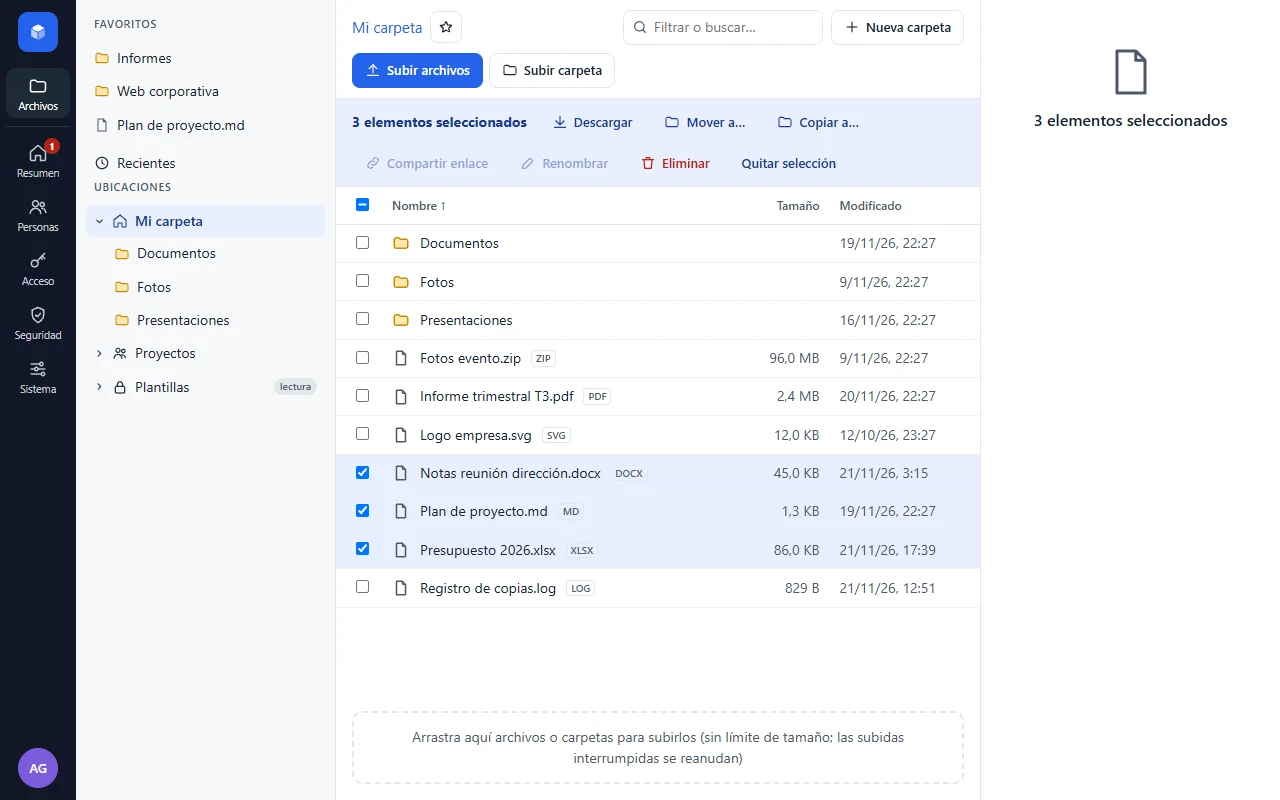 Archivos
1
Resumen
Personas
Acceso
Seguridad
Sistema
AG
FAVORITOS
Informes
Web corporativa
Plan de proyecto.md
Recientes
UBICACIONES
Mi carpeta
Documentos
Fotos
Presentaciones
Proyectos
Plantillas lectura
Mi carpeta Filtrar o buscar... Nueva carpeta
Subir archivos Subir carpeta
3 elementos seleccionados Descargar Mover a... Copiar a...
Compartir enlace Renombrar Eliminar Quitar selección
Nombre ↑ Tamaño Modificado
Documentos 19/11/26, 22:27
Fotos 9/11/26, 22:27
Presentaciones 16/11/26, 22:27
Fotos evento.zip ZIP 96,0 MB 9/11/26, 22:27
Informe trimestral T3.pdf PDF 2,4 MB 20/11/26, 22:27
Logo empresa.svg SVG 12,0 KB 12/10/26, 23:27
Notas reunión dirección.docx DOCX 45,0 KB 21/11/26, 3:15
Plan de proyecto.md MD 1,3 KB 19/11/26, 22:27
Presupuesto 2026.xlsx XLSX 86,0 KB 21/11/26, 17:39
Registro de copias.log LOG 829 B 21/11/26, 12:51
Arrastra aquí archivos o carpetas para subirlos (sin límite de tamaño; las subidas
interrumpidas se reanudan)
3 elementos seleccionados